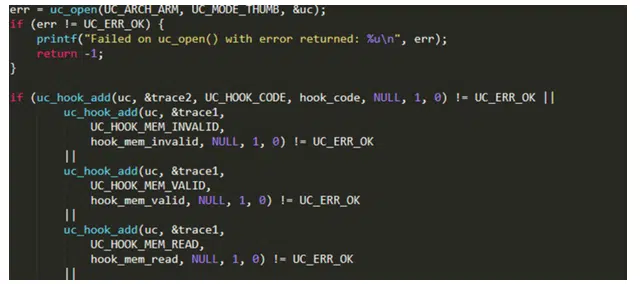 err = uc_open(UC_ARCH_ARM, UC_MODE_THUMB, &uc);
if (err != UC_ERR_OK) {
    printf("Failed on uc_open() with error returned: %u\n", err);
    return -1;
}
if (uc_hook_add(uc, &trace2, UC_HOOK_CODE, hook_code, NULL, 1, 0) != UC_ERR_OK ||
        uc_hook_add(uc, &trace1,
            UC_HOOK_MEM_INVALID,
            hook_mem_invalid, NULL, 1, 0) != UC_ERR_OK
        ||
        uc_hook_add(uc, &trace1,
            UC_HOOK_MEM_VALID,
            hook_mem_valid, NULL, 1, 0) != UC_ERR_OK
        ||
        uc_hook_add(uc, &trace1,
            UC_HOOK_MEM_READ,
            hook_mem_read, NULL, 1, 0) != UC_ERR_OK
        ||